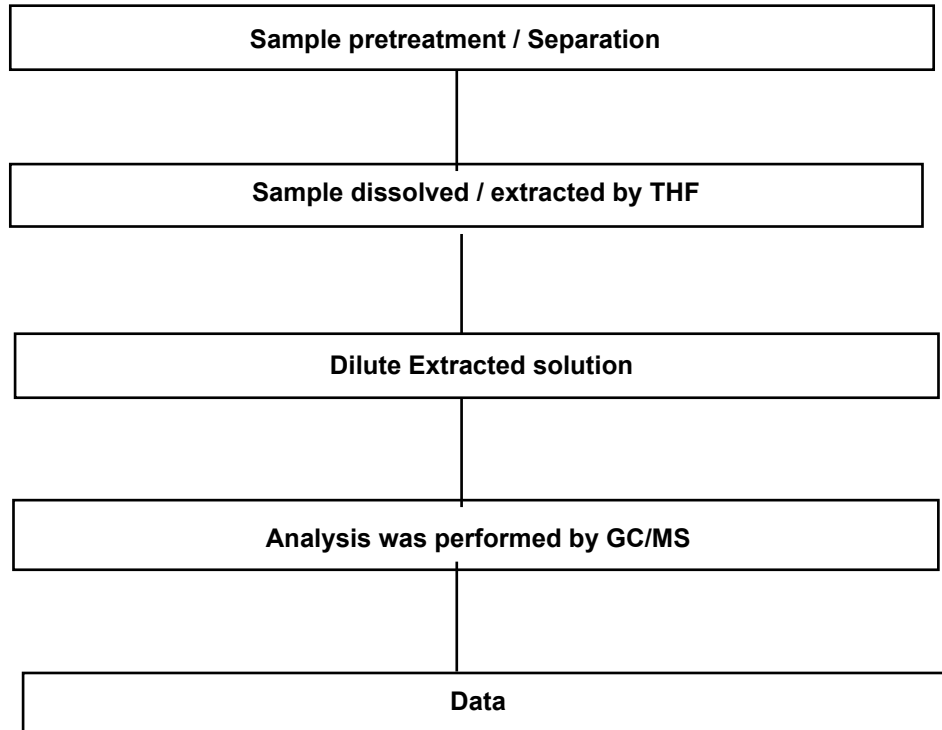 Sample pretreatment / Separation
Sample dissolved / extracted by THF
Dilute Extracted solution
Analysis was performed by GC/MS
Data